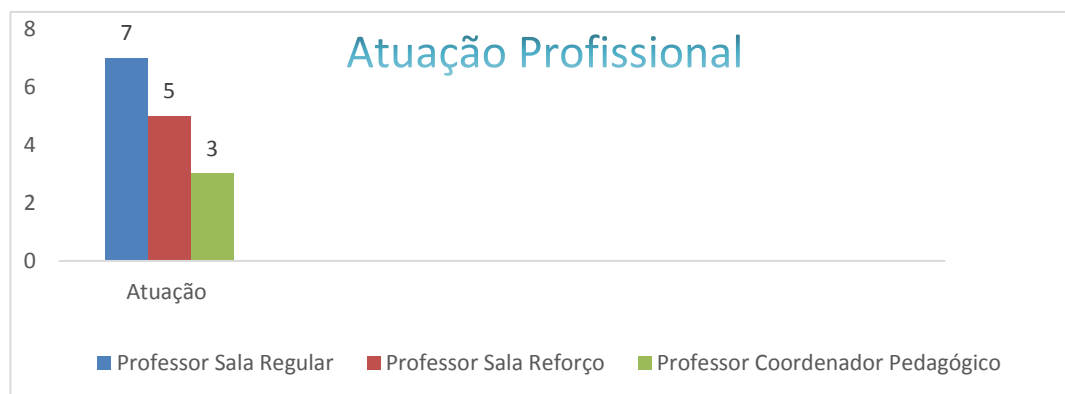 Atuação Profissional
8
6
4
2
0
7
5
3
Atuação
Professor Sala Regular
Professor Sala Reforço
Professor Coordenador Pedagógico